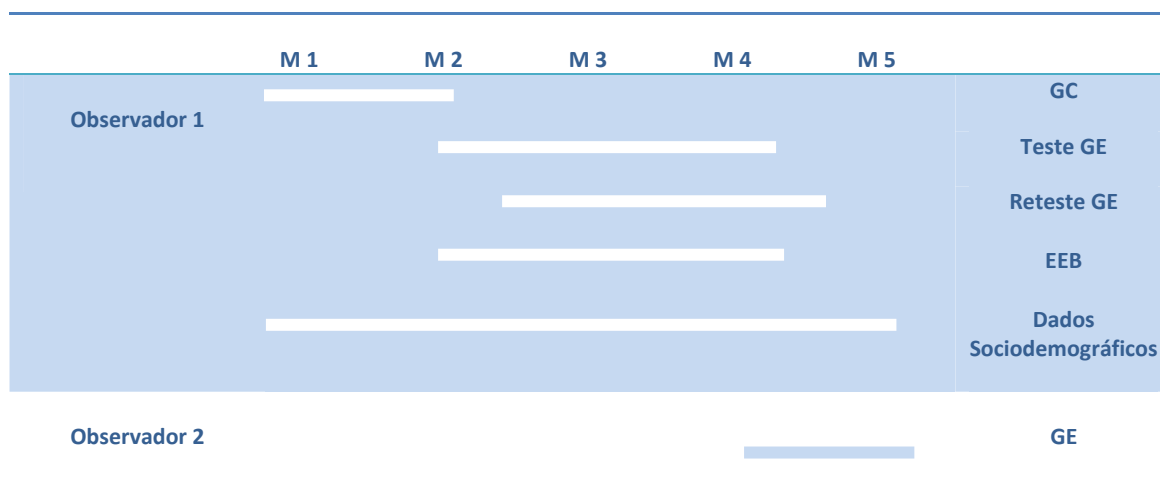 M 1 M 2 M 3 M 4 M 5
GC
Observador 1
Teste GE
Reteste GE
EEB
Dados
Sociodemográficos
Observador 2 GE